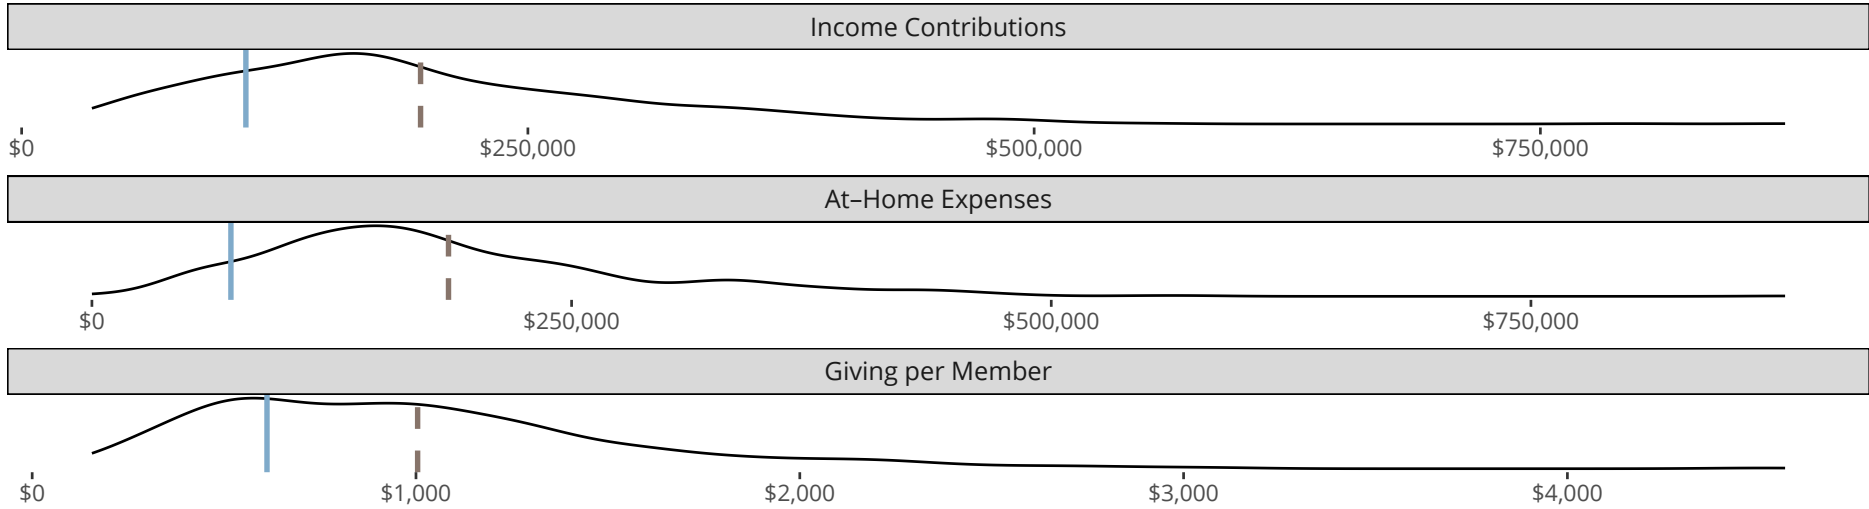 Income Contributions
$0 $250,000 $500,000 $750,000
At–Home Expenses
$0 $250,000 $500,000 $750,000
Giving per Member
$0 $1,000 $2,000 $3,000 $4,000